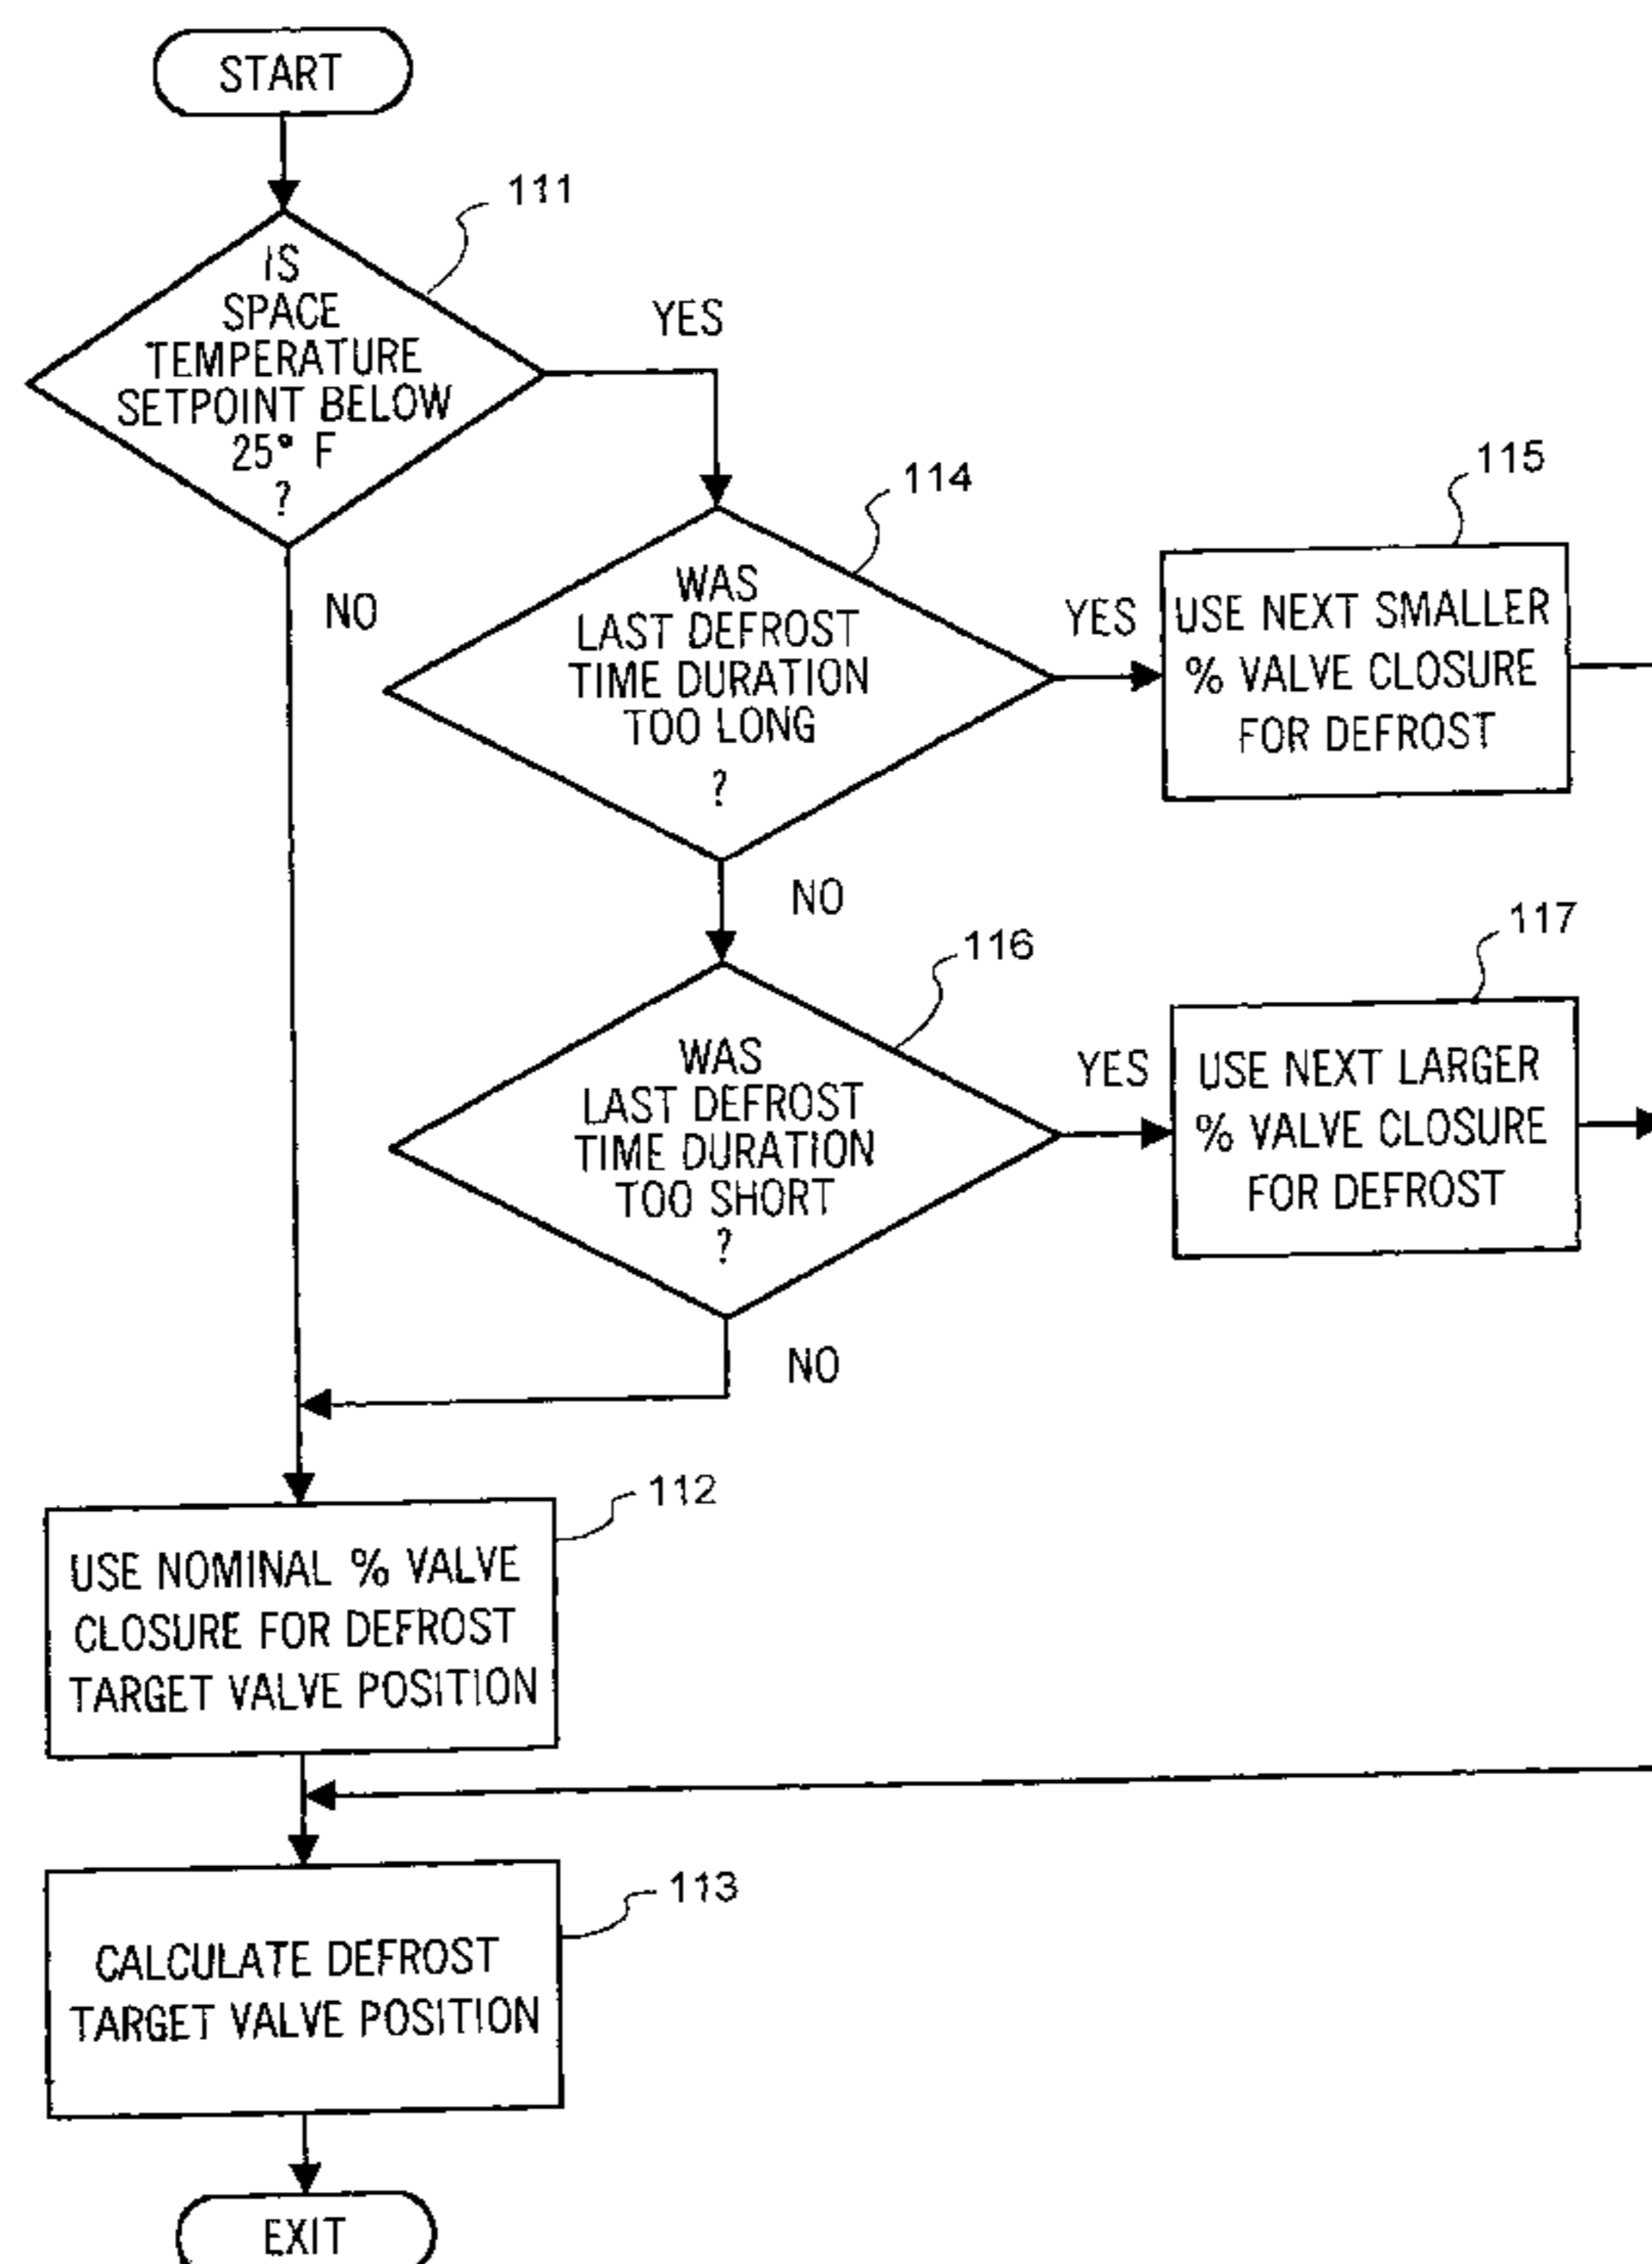 START
111
IS
SPACE
TEMPERATURE
SETPOINT BELOW
25° F
?
YES
NO
114
WAS
LAST DEFROST
TIME DURATION
TOO LONG
?
YES
115
USE NEXT SMALLER
% VALVE CLOSURE
FOR DEFROST
NO
116
WAS
LAST DEFROST
TIME DURATION
TOO SHORT
?
YES
117
USE NEXT LARGER
% VALVE CLOSURE
FOR DEFROST
NO
112
USE NOMINAL % VALVE
CLOSURE FOR DEFROST
TARGET VALVE POSITION
113
CALCULATE DEFROST
TARGET VALVE POSITION
EXIT